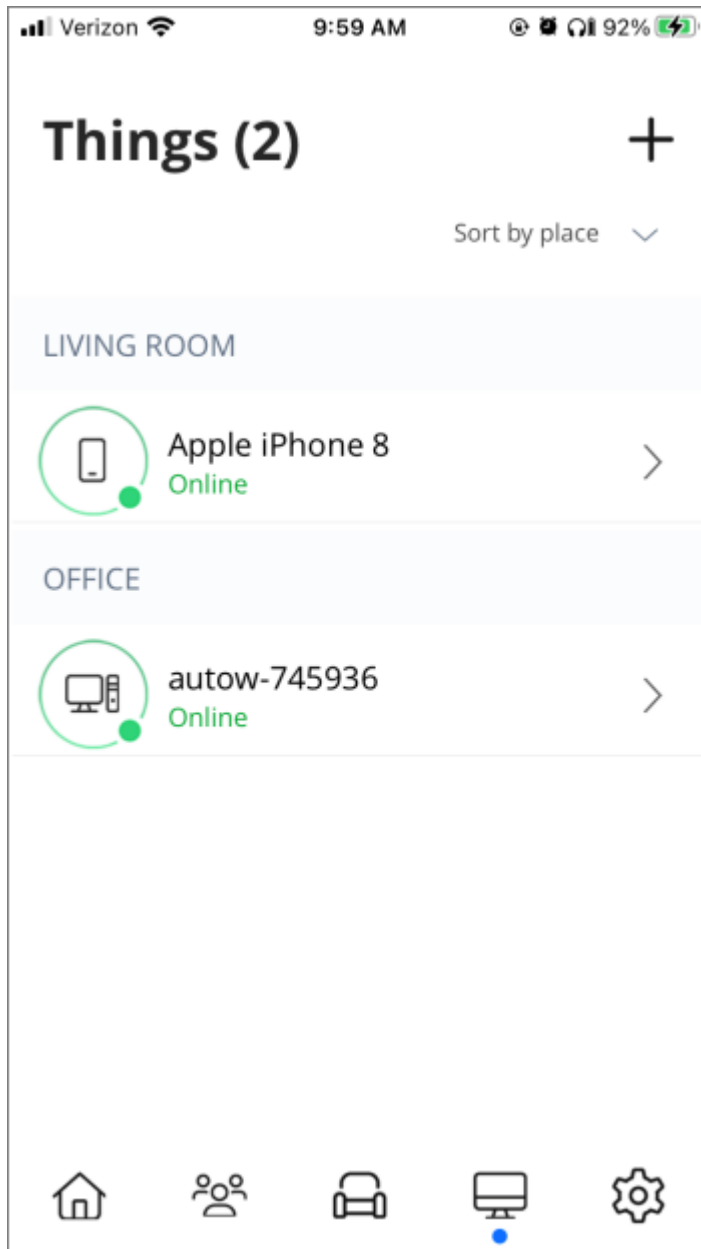 Verizon 9:59 AM 92%
Things (2)
Sort by place
LIVING ROOM
Apple iPhone 8
Online
OFFICE
autow-745936
Online